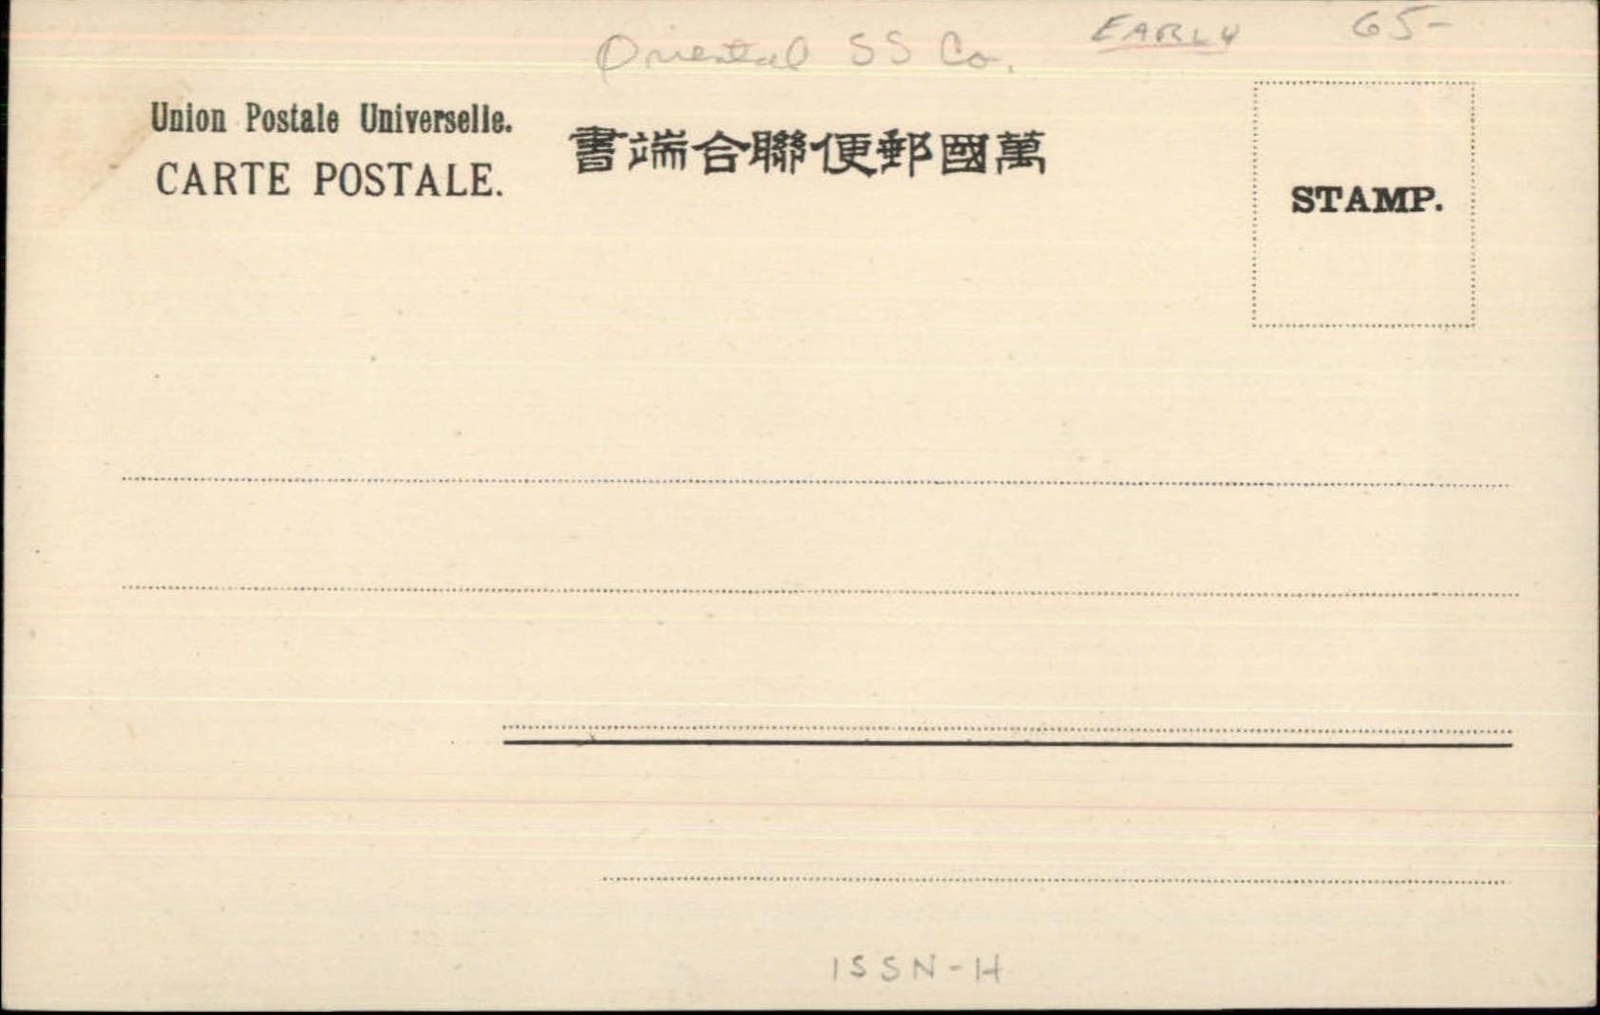 Oriental SS Co.
EARLY
65-
Union Postale Universelle.
CARTE POSTALE.
書端合聯便郵國萬
STAMP.
ISSN-H